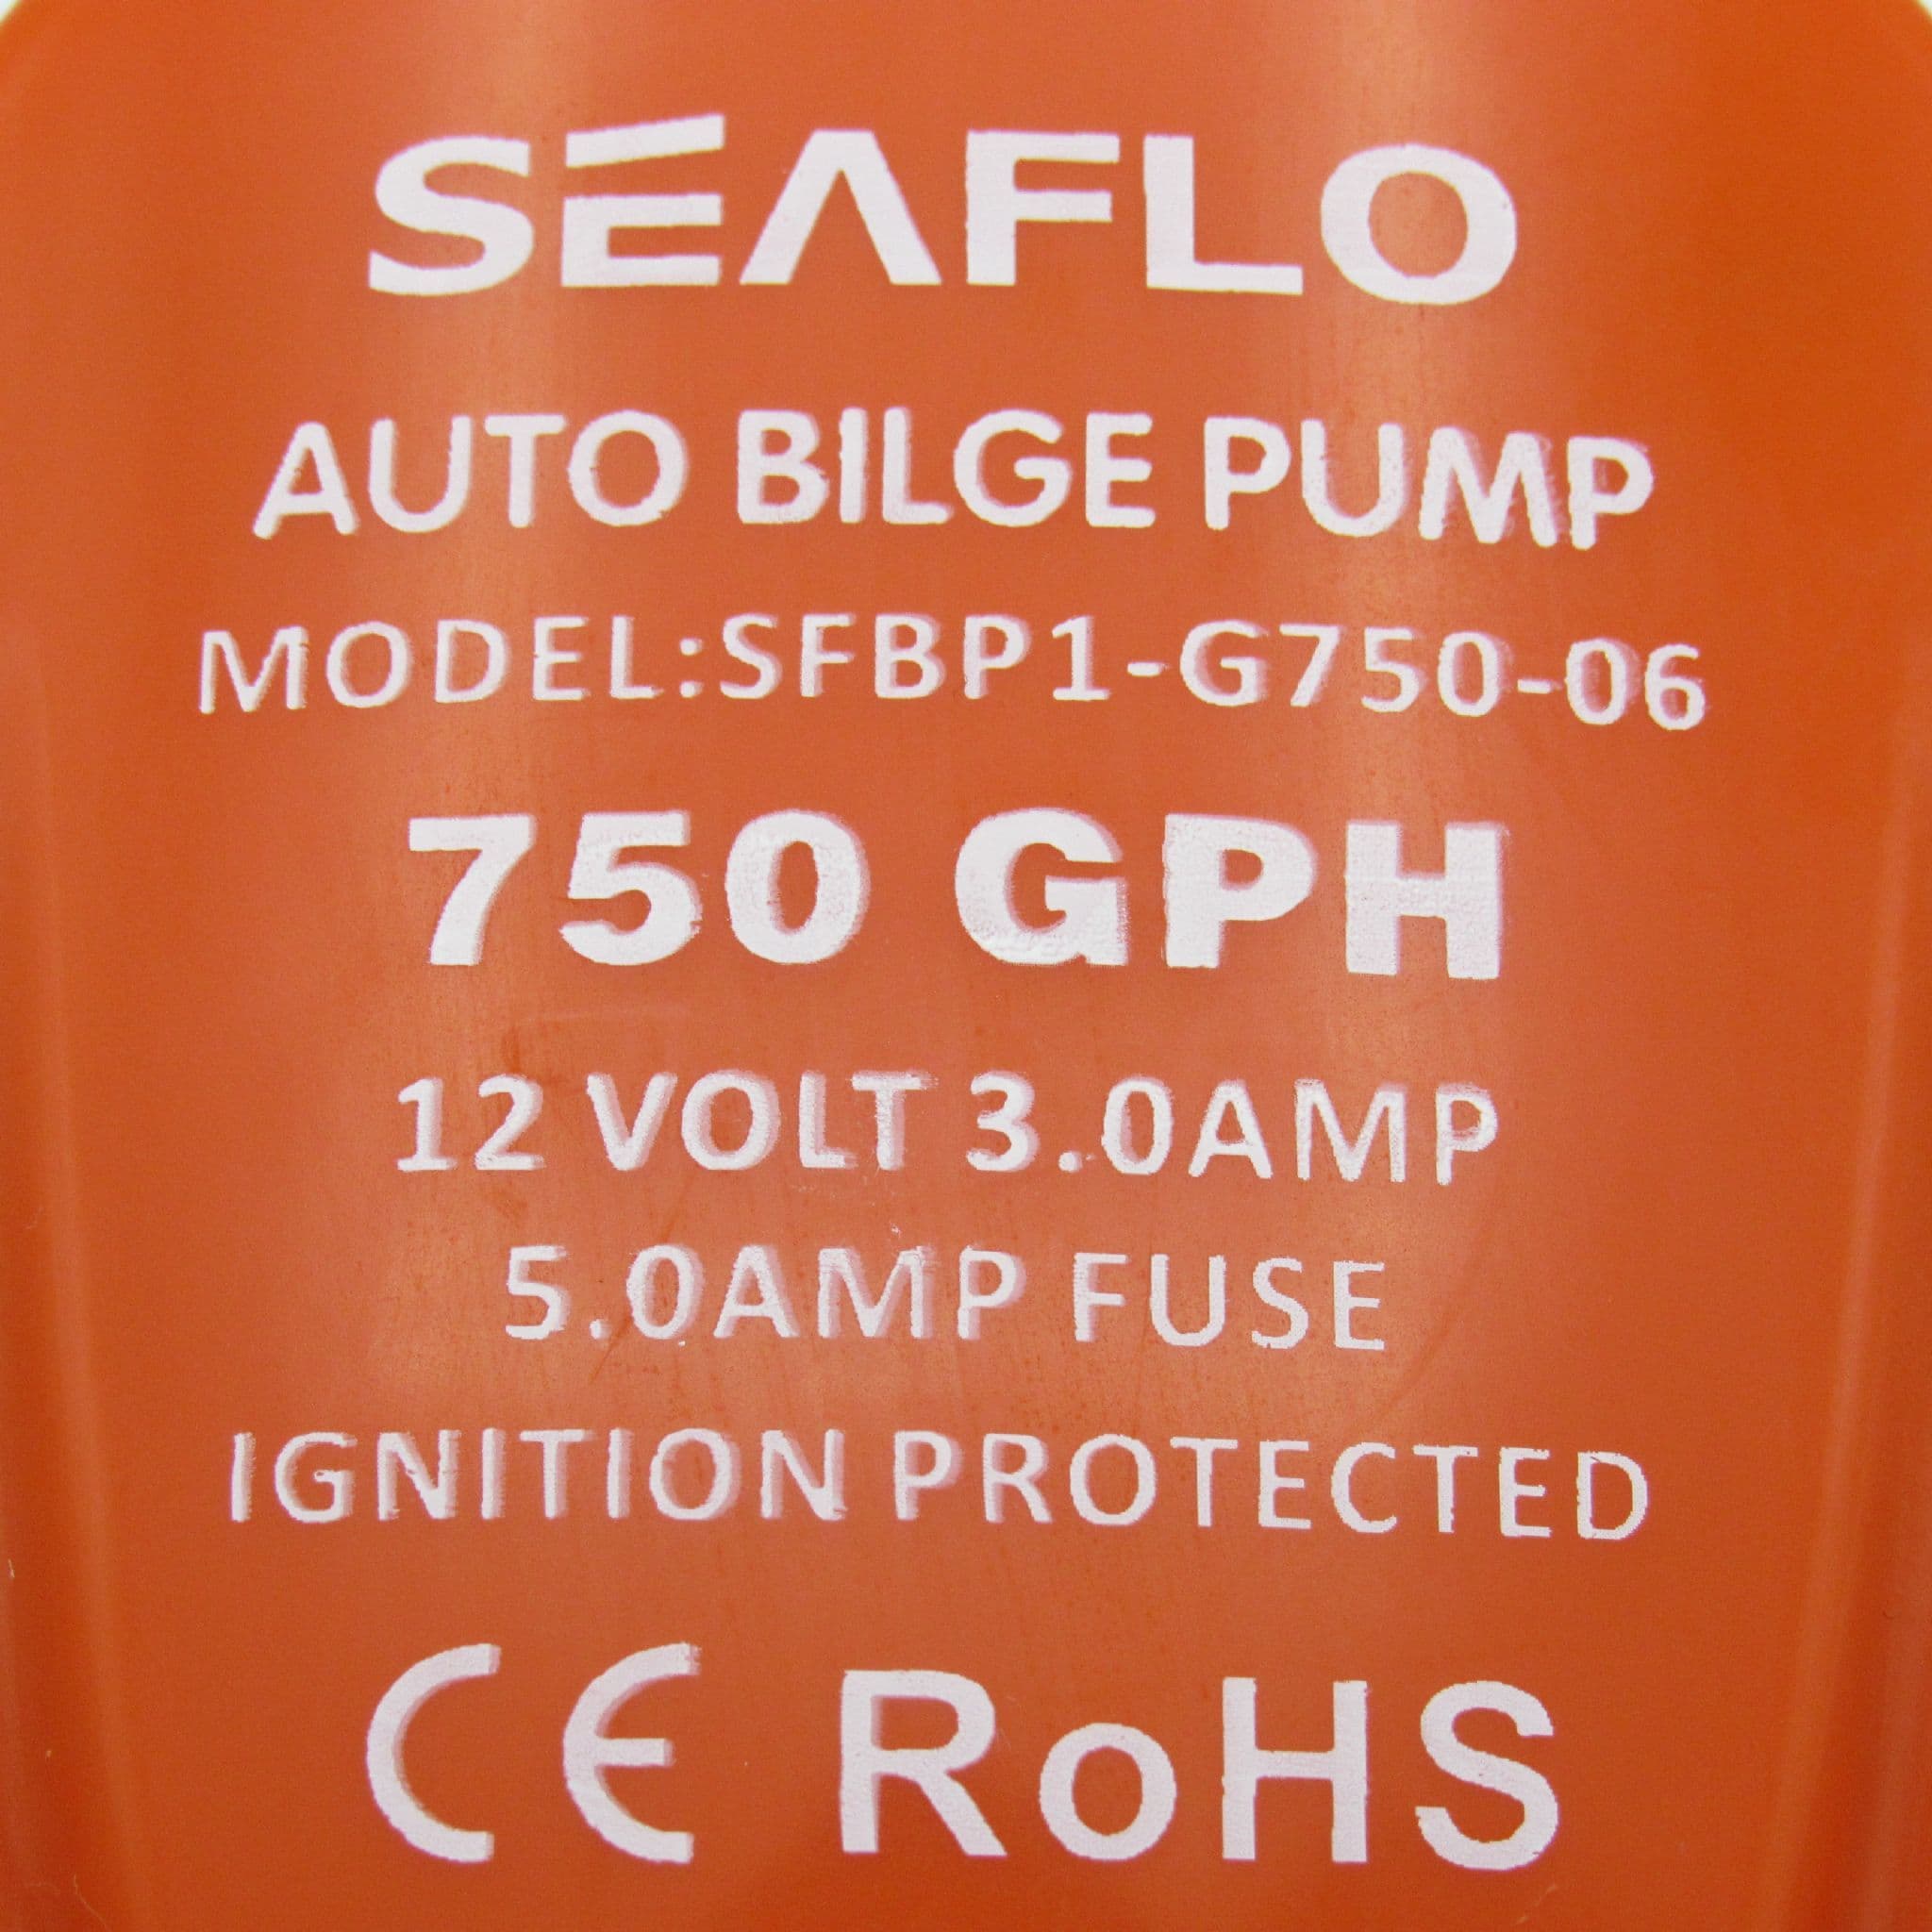 SEAFLO
AUTO BILGE PUMP
MODEL:SFBP1-G750-06
750 GPH
12 VOLT 3.0AMP
5.0AMP FUSE
IGNITION PROTECTED
CE RoHS